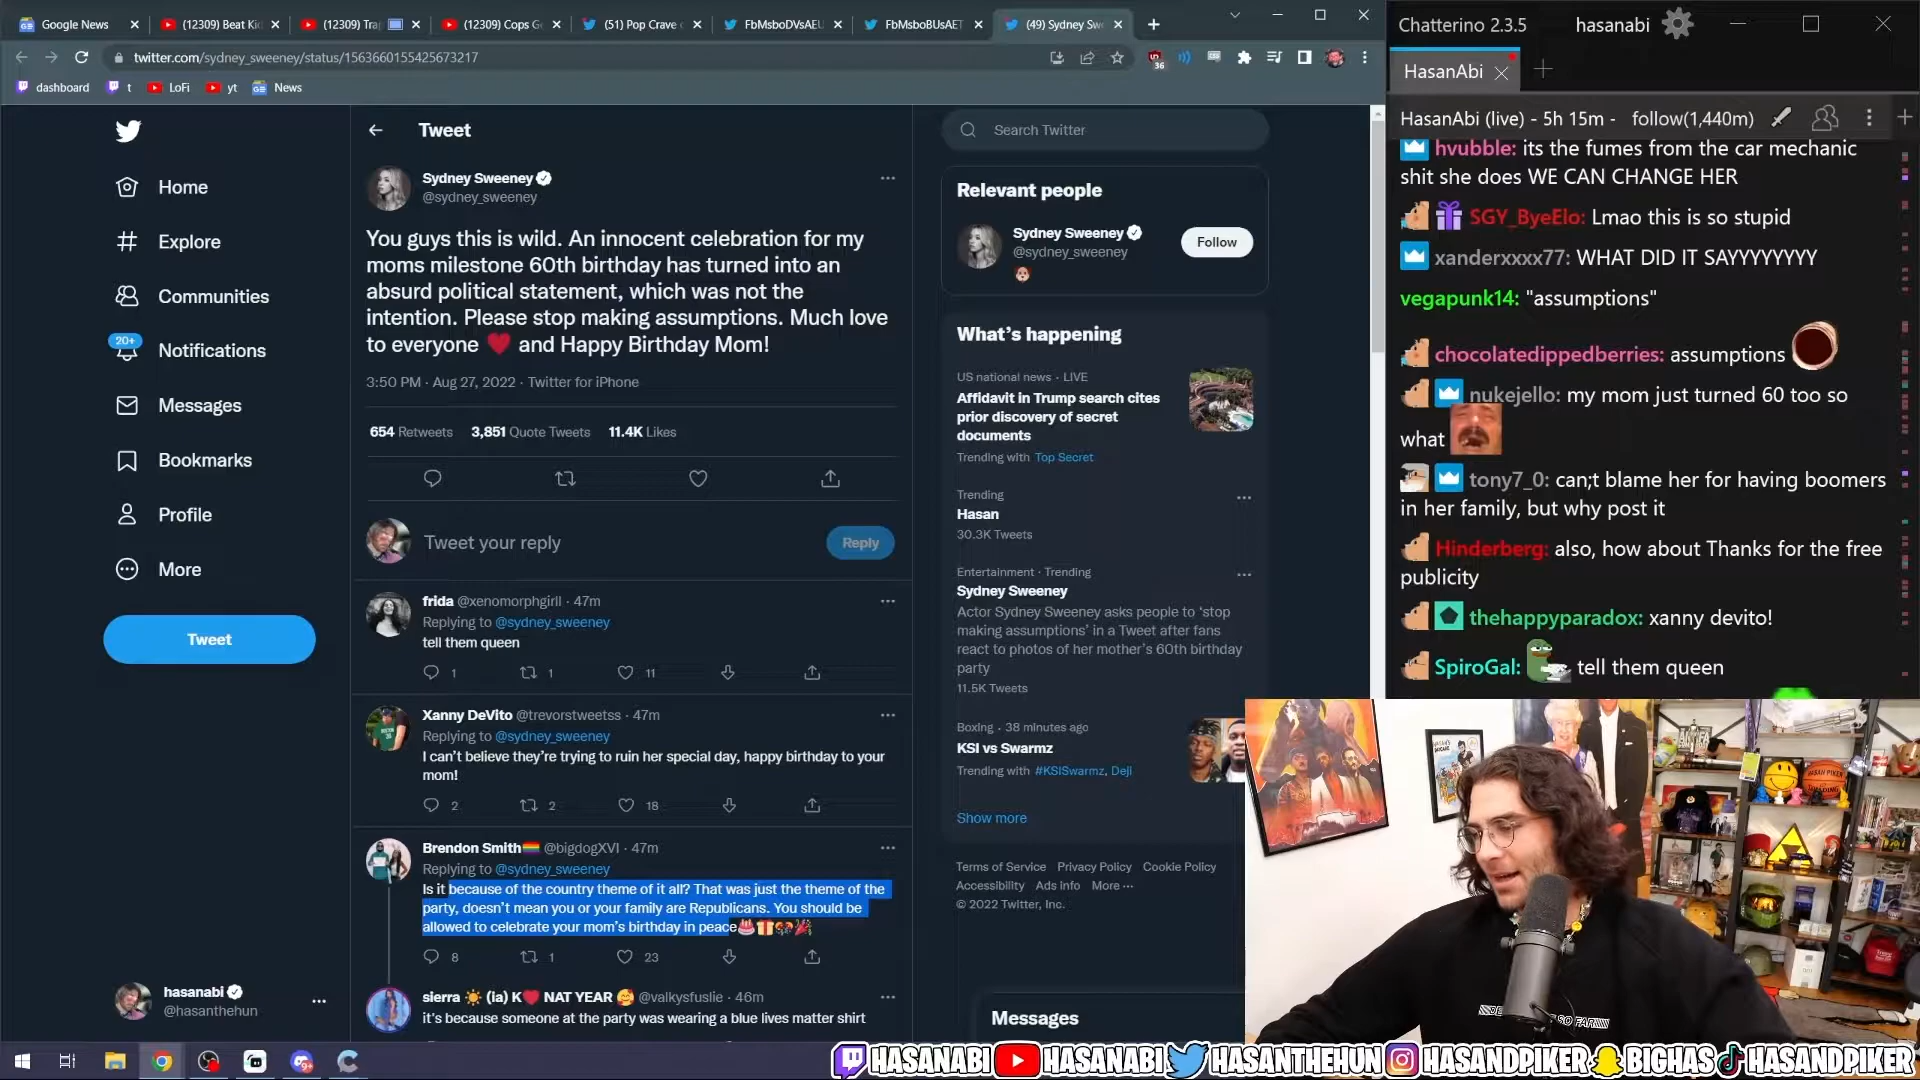 Google News
(12309) Beat Kid
(12309) Tra
(12309) Cops G
(51) Pop Crave
FbMsboDVsAEU
FbMsboBUsAET
(49) Sydney Sw
twitter.com/sydney_sweeney/status/1563660155425673217
36
dashboard
t
LoFi
yt
News
Home
Explore
Communities
20+
Notifications
Messages
Bookmarks
Profile
More
Tweet
hasanabi
@hasanthehun
Tweet
Sydney Sweeney
@sydney_sweeney
You guys this is wild. An innocent celebration for my
moms milestone 60th birthday has turned into an
absurd political statement, which was not the
intention. Please stop making assumptions. Much love
to everyone ❤️ and Happy Birthday Mom!
3:50 PM · Aug 27, 2022 · Twitter for iPhone
654 Retweets 3,851 Quote Tweets 11.4K Likes
Tweet your reply
Reply
frida @xenomorphgirll · 47m
Replying to @sydney_sweeney
tell them queen
1 1 11
Xanny DeVito @trevorstweetss · 47m
Replying to @sydney_sweeney
I can't believe they're trying to ruin her special day, happy birthday to your
mom!
2 2 18
Brendon Smith🏳️‍🌈 @bigdogXVI · 47m
Replying to @sydney_sweeney
Is it because of the country theme of it all? That was just the theme of the
party, doesn't mean you or your family are Republicans. You should be
allowed to celebrate your mom's birthday in peace
8 1 23
sierra ☀️ (la) K❤️ NAT YEAR 🥰 @valkysfuslie · 46m
it's because someone at the party was wearing a blue lives matter shirt
Search Twitter
Relevant people
Sydney Sweeney
@sydney_sweeney
Follow
What's happening
US national news · LIVE
Affidavit in Trump search cites
prior discovery of secret
documents
Trending with Top Secret
Trending
Hasan
30.3K Tweets
Entertainment · Trending
Sydney Sweeney
Actor Sydney Sweeney asks people to 'stop
making assumptions' in a Tweet after fans
react to photos of her mother's 60th birthday
party
11.5K Tweets
Boxing · 38 minutes ago
KSI vs Swarmz
Trending with #KSISwarmz, Deji
Show more
Terms of Service Privacy Policy Cookie Policy
Accessibility Ads info More ···
© 2022 Twitter, Inc.
Messages
Chatterino 2.3.5
hasanabi
HasanAbi
HasanAbi (live) - 5h 15m - follow(1,440m)
hvubble: its the fumes from the car mechanic
shit she does WE CAN CHANGE HER
SGY_ByeElo: Lmao this is so stupid
xanderxxxx77: WHAT DID IT SAYYYYYYYY
vegapunk14: "assumptions"
chocolatedippedberries: assumptions
nukejello: my mom just turned 60 too so
what
tony7_0: can;t blame her for having boomers
in her family, but why post it
Hinderberg: also, how about Thanks for the free
publicity
thehappyparadox: xanny devito!
SpiroGal: tell them queen
HASANABI HASANABI HASANTHEHUN HASANDPIKER BIGHAS HASANDPIKER